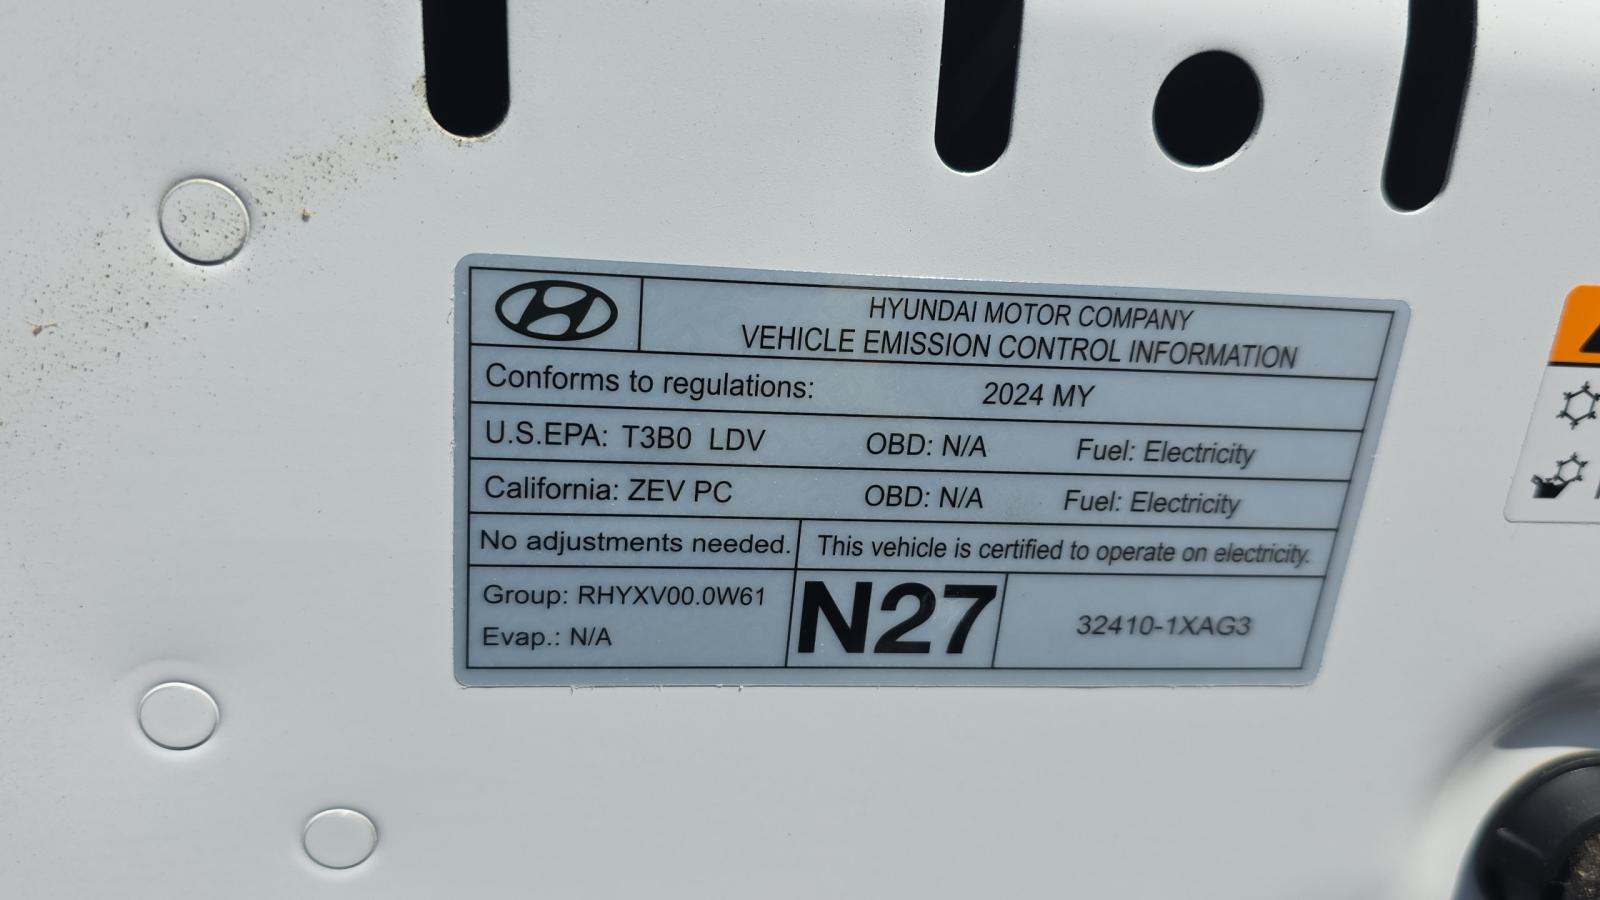 HYUNDAI MOTOR COMPANY
VEHICLE EMISSION CONTROL INFORMATION
Conforms to regulations: 2024 MY
U.S.EPA: T3B0 LDV OBD: N/A Fuel: Electricity
California: ZEV PC OBD: N/A Fuel: Electricity
No adjustments needed. This vehicle is certified to operate on electricity.
Group: RHYXV00.0W61
Evap.: N/A
N27
32410-1XAG3